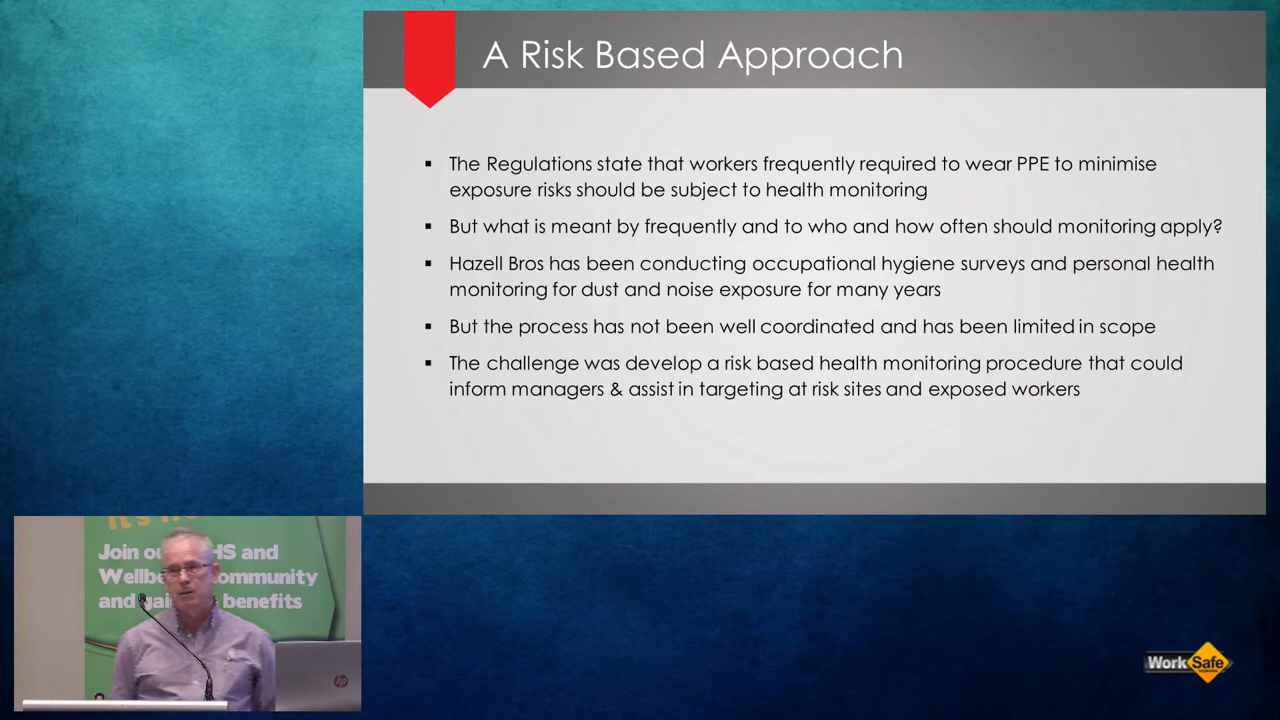 A Risk Based Approach
▪ The Regulations state that workers frequently required to wear PPE to minimise
exposure risks should be subject to health monitoring
▪ But what is meant by frequently and to who and how often should monitoring apply?
▪ Hazell Bros has been conducting occupational hygiene surveys and personal health
monitoring for dust and noise exposure for many years
▪ But the process has not been well coordinated and has been limited in scope
▪ The challenge was develop a risk based health monitoring procedure that could
inform managers & assist in targeting at risk sites and exposed workers
It's
Join HS and
ommunity
and benefits
hp
WorkSafe